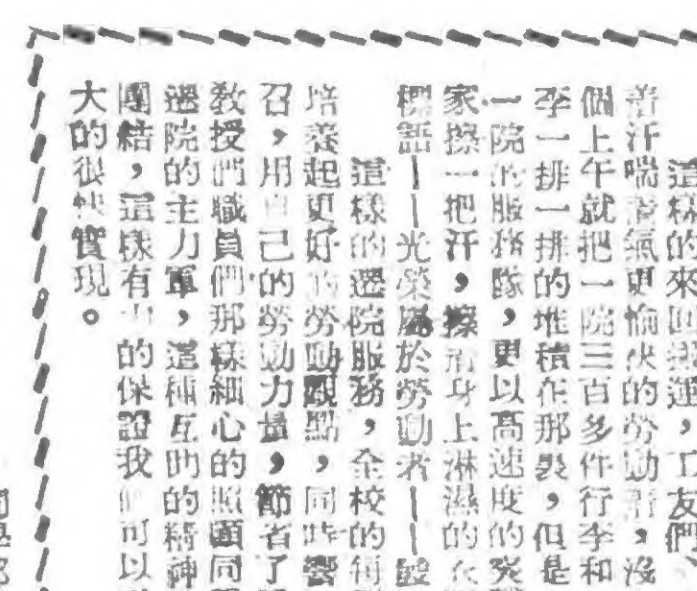 這樣的來回搬運，工友們、
着汗喘着氣更愉快的勞動着，沒
個上午就把一院三百多件行李和
李一排一排的堆積在那裏，但是
一院的服務隊，更以高速度的突
家擦一把汗，擦着身上淋濕的衣
標語——光榮屬於勞動者——
這樣的遷院服務，全校的每
培養起更好的勞動觀點，同時響
召，用自己的勞動力量，節省了
教授們職員們那樣細心的照顧同
遷院的主力軍，這種互助的精神
團結，這樣有力的保證我們可以
大的很快實現。